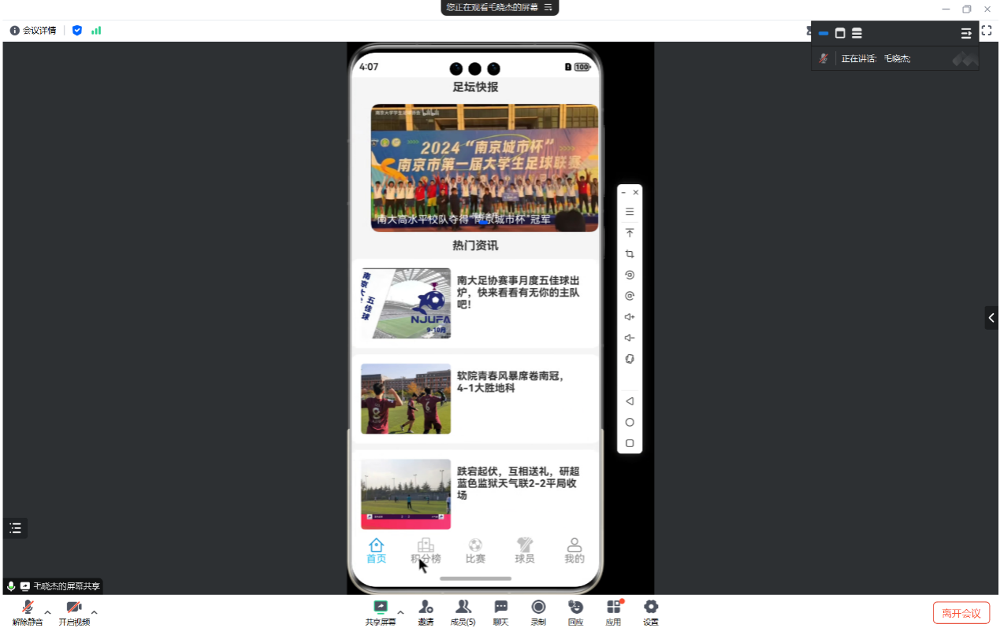 您正在观看毛晓杰的屏幕
会议详情
正在讲话: 毛晓杰;
4:07
100
足坛快报
2024“南京城市杯”
南京市第一届大学生足球联赛
南大高水平校队夺得“南京城市杯”冠军
热门资讯
南京大
五佳球
NJUFA
9-10月
南大足协赛事月度五佳球出
炉，快来看看有无你的主队
吧！
软院青春风暴席卷南冠，
4-1大胜地科
跌宕起伏，互相送礼，研超
蓝色监狱天气联2-2平局收
场
首页
积分榜
比赛
球员
我的
毛晓杰的屏幕共享
解除静音
开启视频
共享屏幕
邀请
成员(5)
聊天
录制
回应
应用
设置
离开会议